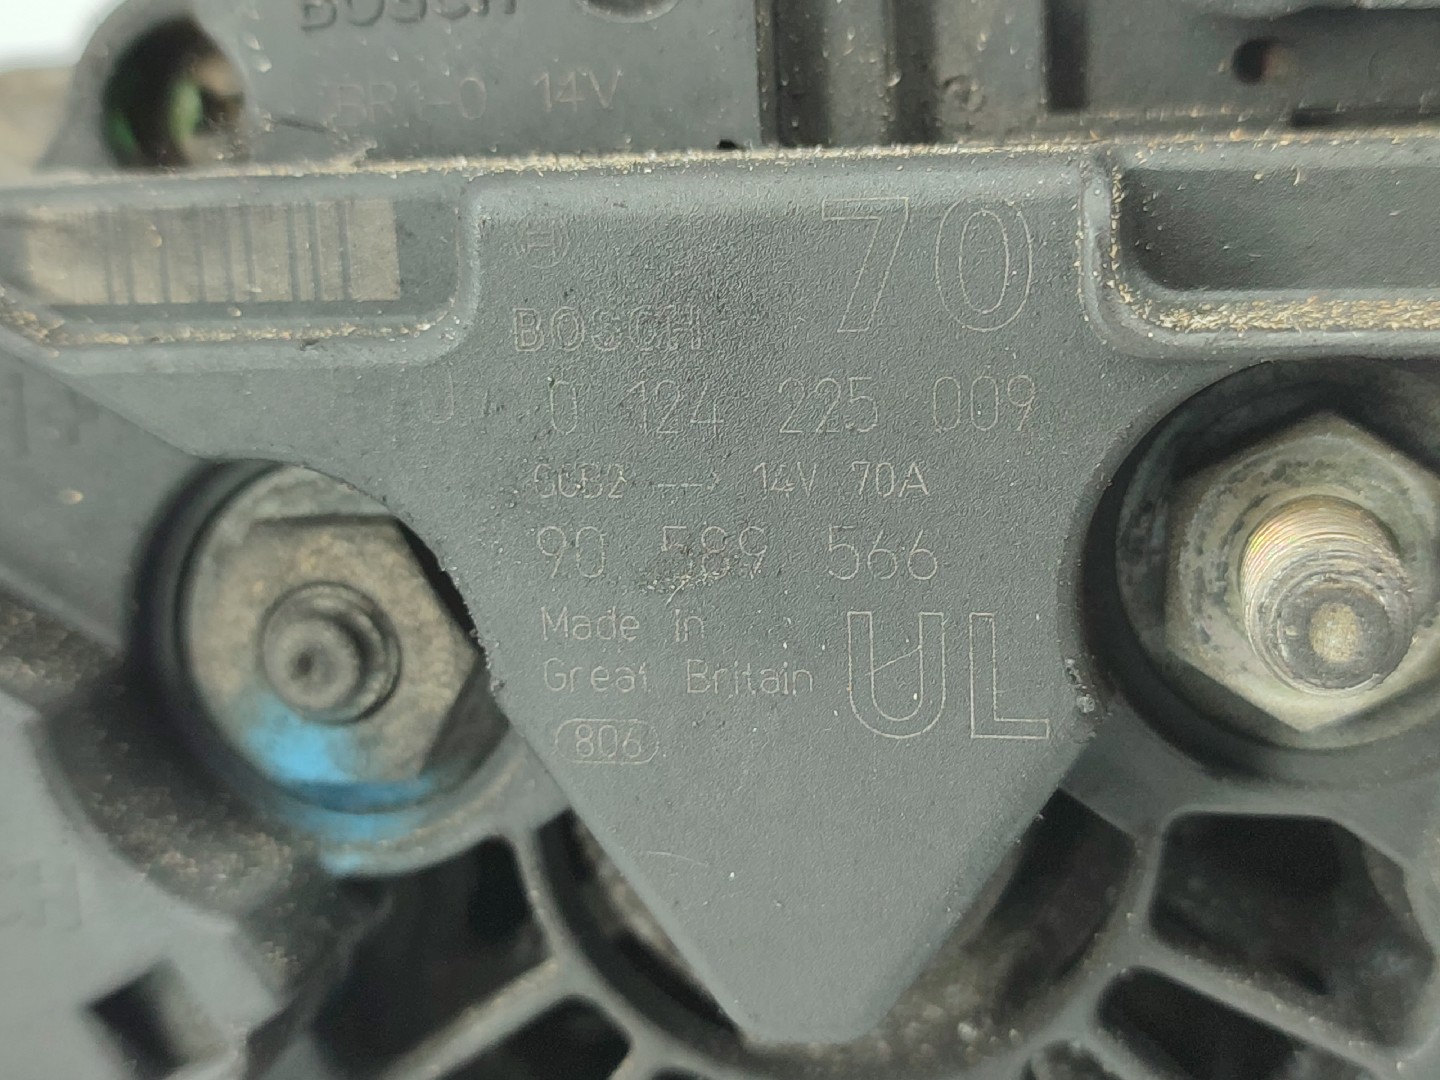 BOSCH
14V
70
BOSCH
0 124 225 009
GCB2 --> 14V 70A
90 589 566
Made in
Great Britain
UL
806